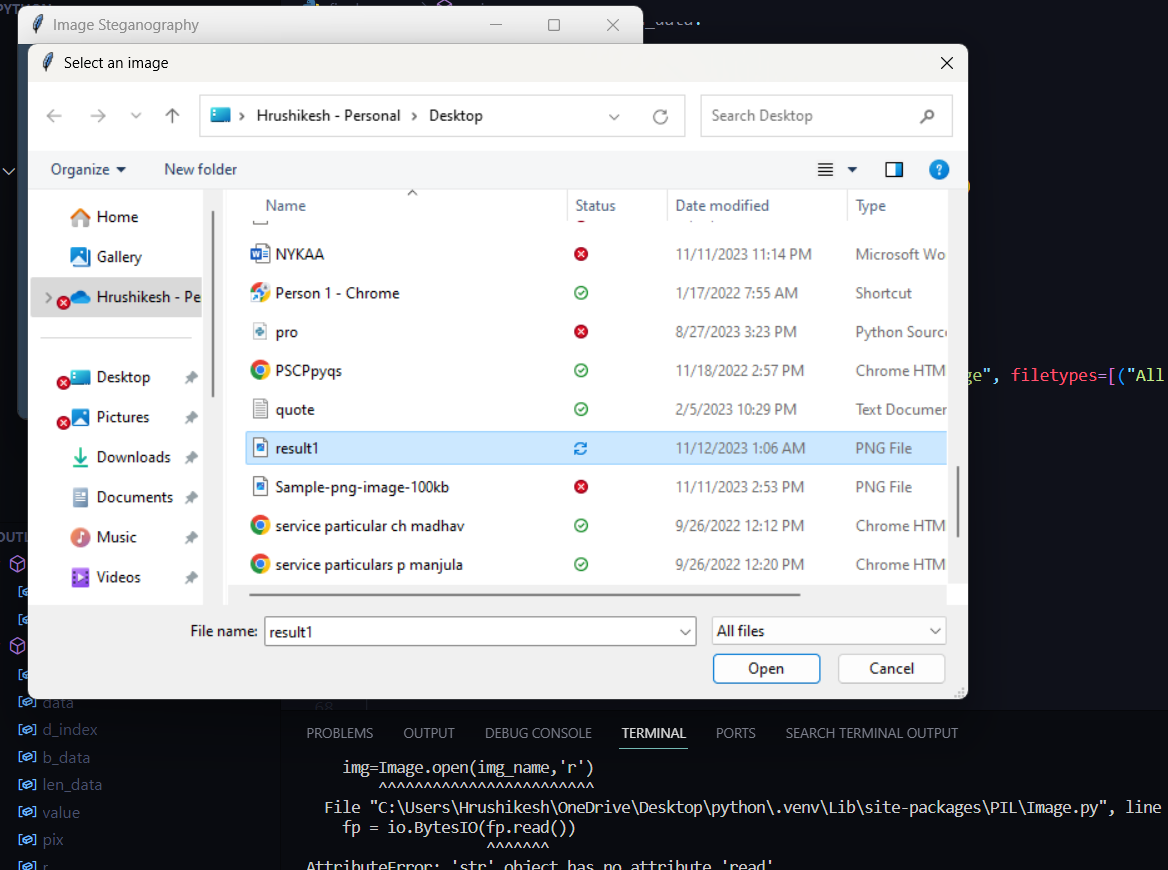 Image Steganography
_data:
Select an image
Hrushikesh - Personal > Desktop
Search Desktop
Organize
New folder
Name Status Date modified Type
Home
Gallery
Hrushikesh - Pe
Desktop
Pictures
Downloads
Documents
Music
Videos
NYKAA 11/11/2023 11:14 PM Microsoft Wo
Person 1 - Chrome 1/17/2022 7:55 AM Shortcut
pro 8/27/2023 3:23 PM Python Sourc
PSCPpyqs 11/18/2022 2:57 PM Chrome HTM
quote 2/5/2023 10:29 PM Text Documen
result1 11/12/2023 1:06 AM PNG File
Sample-png-image-100kb 11/11/2023 2:53 PM PNG File
service particular ch madhav 9/26/2022 12:12 PM Chrome HTM
service particulars p manjula 9/26/2022 12:20 PM Chrome HTM
File name: result1 All files
Open Cancel
ge", filetypes=[("All
OUTL
68
data
d_index
b_data
len_data
value
pix
r
PROBLEMS OUTPUT DEBUG CONSOLE TERMINAL PORTS SEARCH TERMINAL OUTPUT
img=Image.open(img_name,'r')
^^^^^^^^^^^^^^^^^^^^^^^^
File "C:\Users\Hrushikesh\OneDrive\Desktop\python\.venv\Lib\site-packages\PIL\Image.py", line
fp = io.BytesIO(fp.read())
^^^^^^^
AttributeError: 'str' object has no attribute 'read'